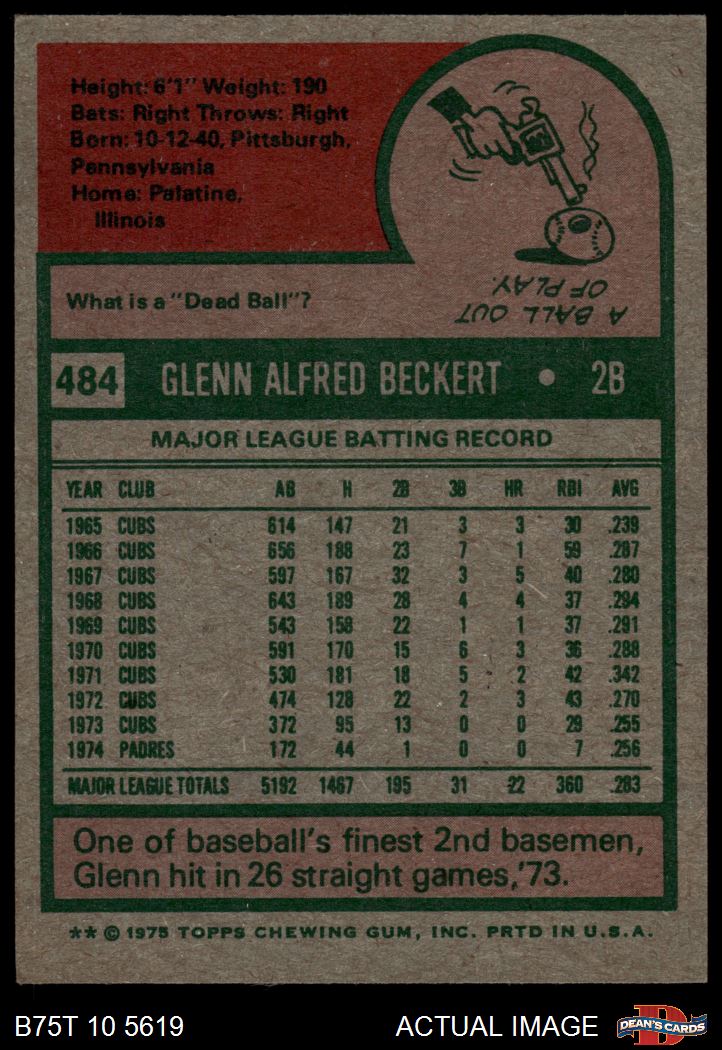 Height: 6'1" Weight: 190
Bats: Right Throws: Right
Born: 10-12-40, Pittsburgh,
Pennsylvania
Home: Palatine,
Illinois
What is a "Dead Ball"?
A BALL OUT
OF PLAY.
484 GLENN ALFRED BECKERT • 2B
MAJOR LEAGUE BATTING RECORD
YEAR CLUB AB H 2B 3B HR RBI AVG
1965 CUBS 614 147 21 3 3 30 .239
1966 CUBS 656 188 23 7 1 59 .287
1967 CUBS 597 167 32 3 5 40 .280
1968 CUBS 643 189 28 4 4 37 .294
1969 CUBS 543 158 22 1 1 37 .291
1970 CUBS 591 170 15 6 3 36 .288
1971 CUBS 530 181 18 5 2 42 .342
1972 CUBS 474 128 22 2 3 43 .270
1973 CUBS 372 95 13 0 0 29 .255
1974 PADRES 172 44 1 0 0 7 .256
MAJOR LEAGUE TOTALS 5192 1467 195 31 22 360 .283
One of baseball's finest 2nd basemen,
Glenn hit in 26 straight games,'73.
** © 1975 TOPPS CHEWING GUM, INC. PRTD IN U.S.A.
B75T 10 5619 ACTUAL IMAGE D DEAN'S CARDS